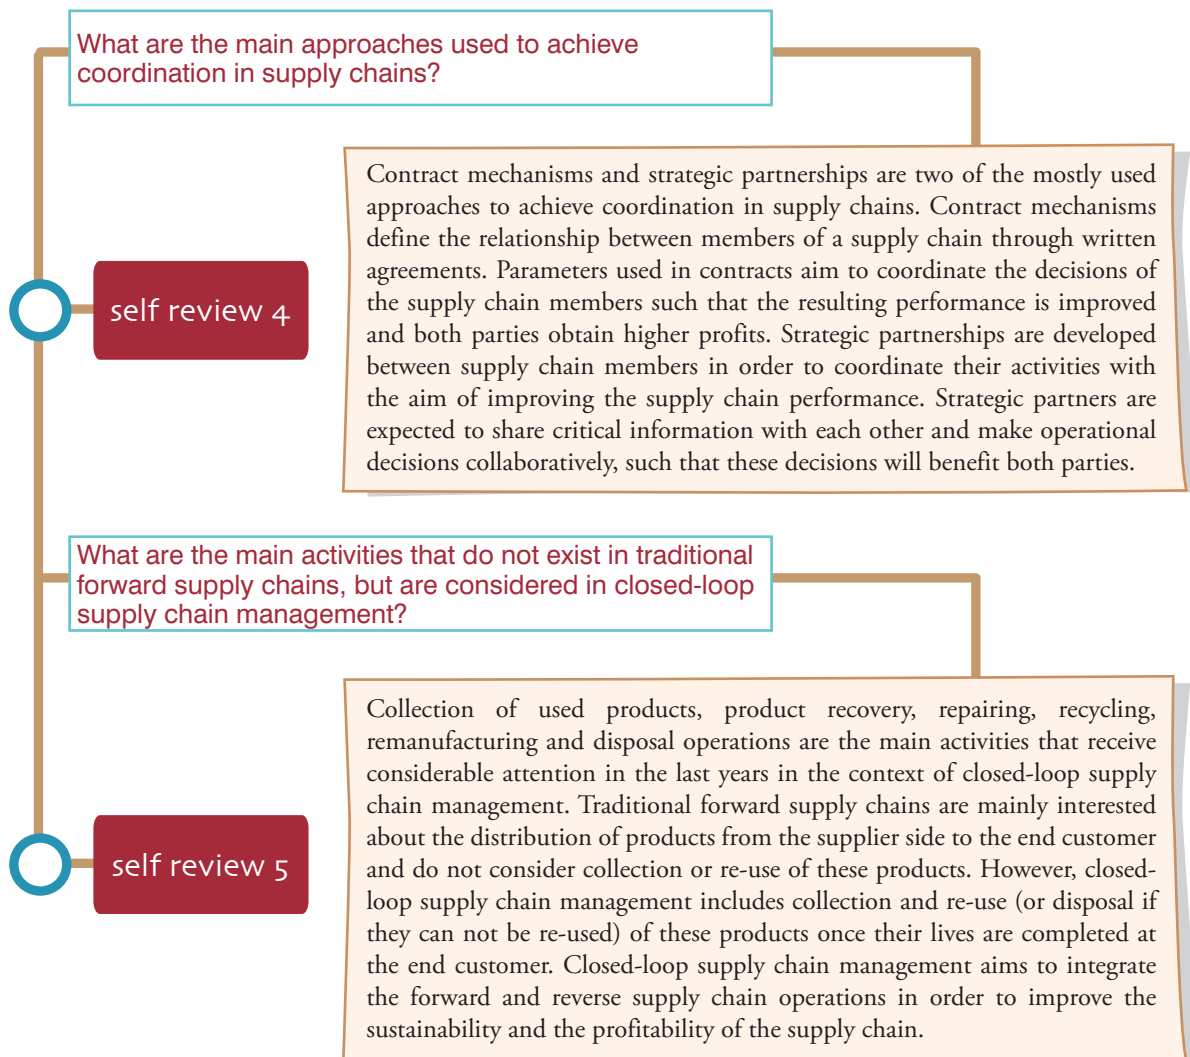 What are the main approaches used to achieve
coordination in supply chains?
Contract mechanisms and strategic partnerships are two of the mostly used
approaches to achieve coordination in supply chains. Contract mechanisms
define the relationship between members of a supply chain through written
agreements. Parameters used in contracts aim to coordinate the decisions of
the supply chain members such that the resulting performance is improved
and both parties obtain higher profits. Strategic partnerships are developed
between supply chain members in order to coordinate their activities with
the aim of improving the supply chain performance. Strategic partners are
expected to share critical information with each other and make operational
decisions collaboratively, such that these decisions will benefit both parties.
self review 4
What are the main activities that do not exist in traditional
forward supply chains, but are considered in closed-loop
supply chain management?
Collection of used products, product recovery, repairing, recycling,
remanufacturing and disposal operations are the main activities that receive
considerable attention in the last years in the context of closed-loop supply
chain management. Traditional forward supply chains are mainly interested
about the distribution of products from the supplier side to the end customer
and do not consider collection or re-use of these products. However, closed-
loop supply chain management includes collection and re-use (or disposal if
they can not be re-used) of these products once their lives are completed at
the end customer. Closed-loop supply chain management aims to integrate
the forward and reverse supply chain operations in order to improve the
sustainability and the profitability of the supply chain.
self review 5